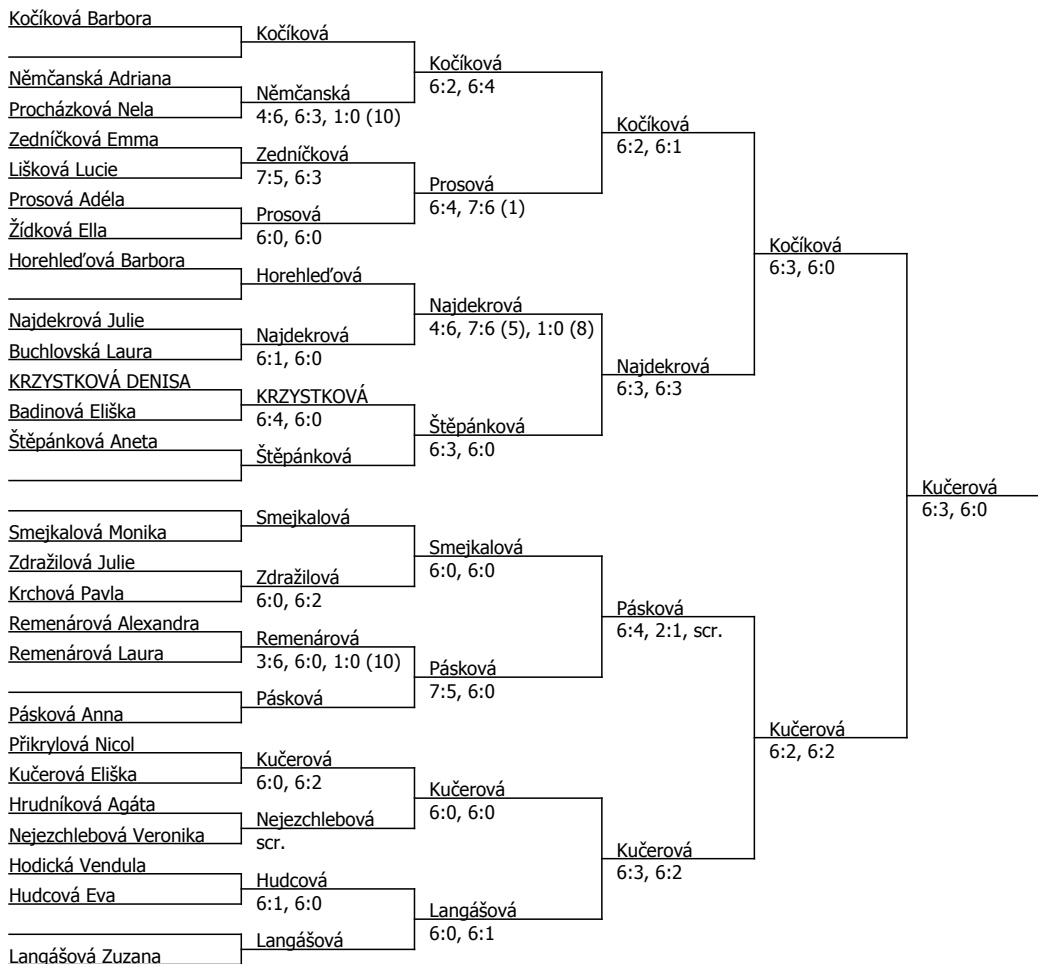 Kočíková Barbora
Kočíková
Kočíková
6:2, 6:4
Němčanská Adriana
Němčanská
4:6, 6:3, 1:0 (10)
Procházková Nela
Kočíková
6:2, 6:1
Zedníčková Emma
Zedníčková
7:5, 6:3
Lišková Lucie
Prosová
6:4, 7:6 (1)
Prosová Adéla
Prosová
6:0, 6:0
Žídková Ella
Kočíková
6:3, 6:0
Horehleďová Barbora
Horehleďová
Najdekrová
4:6, 7:6 (5), 1:0 (8)
Najdekrová Julie
Najdekrová
6:1, 6:0
Buchlovská Laura
Najdekrová
6:3, 6:3
KRZYSTKOVÁ DENISA
KRZYSTKOVÁ
6:4, 6:0
Badinová Eliška
Štěpánková
6:3, 6:0
Štěpánková Aneta
Štěpánková
Kučerová
6:3, 6:0
Smejkalová
Smejkalová Monika
Smejkalová
6:0, 6:0
Zdražilová Julie
Zdražilová
6:0, 6:2
Krchová Pavla
Pásková
6:4, 2:1, scr.
Remenárová Alexandra
Remenárová
3:6, 6:0, 1:0 (10)
Remenárová Laura
Pásková
7:5, 6:0
Pásková
Pásková Anna
Kučerová
6:2, 6:2
Přikrylová Nicol
Kučerová
6:0, 6:2
Kučerová Eliška
Kučerová
6:0, 6:0
Hrudníková Agáta
Nejezchlebová
scr.
Nejezchlebová Veronika
Kučerová
6:3, 6:2
Hodická Vendula
Hudcová
6:1, 6:0
Hudcová Eva
Langášová
6:0, 6:1
Langášová
Langášová Zuzana